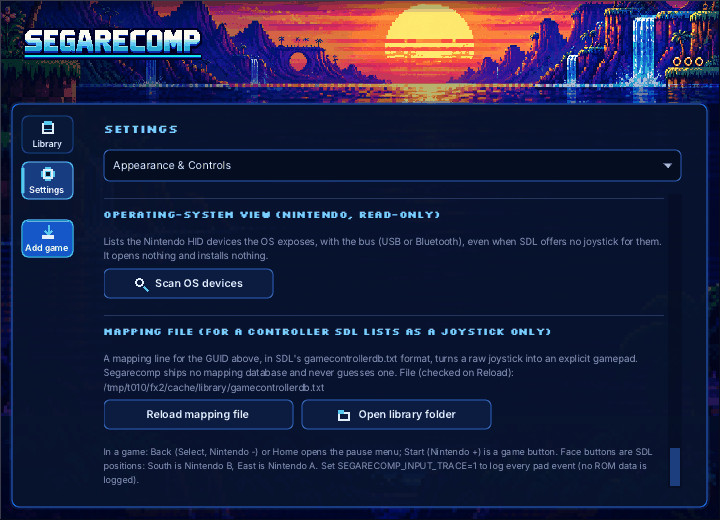 SEGARECOMP
Library
Settings
Add game
SETTINGS
Appearance & Controls
OPERATING-SYSTEM VIEW (NINTENDO, READ-ONLY)
Lists the Nintendo HID devices the OS exposes, with the bus (USB or Bluetooth), even when SDL offers no joystick for them.
It opens nothing and installs nothing.
Scan OS devices
MAPPING FILE (FOR A CONTROLLER SDL LISTS AS A JOYSTICK ONLY)
A mapping line for the GUID above, in SDL's gamecontrollerdb.txt format, turns a raw joystick into an explicit gamepad.
Segarecomp ships no mapping database and never guesses one. File (checked on Reload):
/tmp/t010/fx2/cache/library/gamecontrollerdb.txt
Reload mapping file
Open library folder
In a game: Back (Select, Nintendo -) or Home opens the pause menu; Start (Nintendo +) is a game button. Face buttons are SDL
positions: South is Nintendo B, East is Nintendo A. Set SEGARECOMP_INPUT_TRACE=1 to log every pad event (no ROM data is
logged).